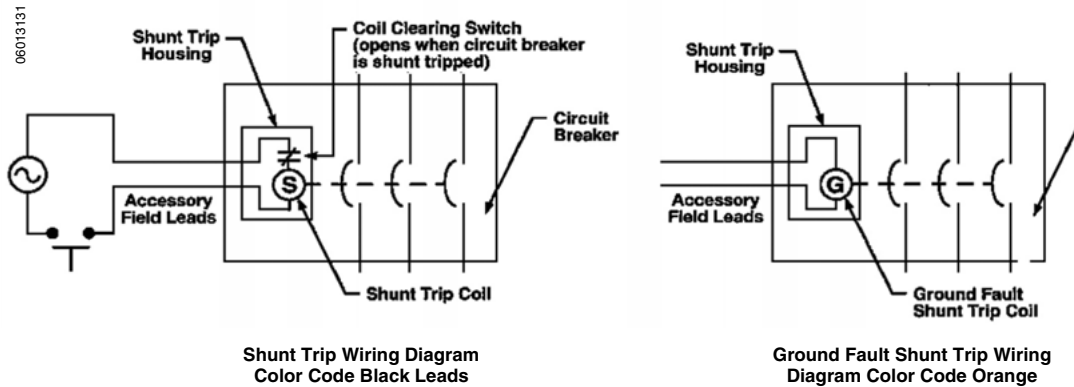 06013131
Shunt Trip
Housing
Coil Clearing Switch
(opens when circuit breaker
is shunt tripped)
Circuit
Breaker
S
Accessory
Field Leads
Shunt Trip Coil
Shunt Trip Wiring Diagram
Color Code Black Leads
Shunt Trip
Housing
G
Accessory
Field Leads
Ground Fault
Shunt Trip Coil
Ground Fault Shunt Trip Wiring
Diagram Color Code Orange